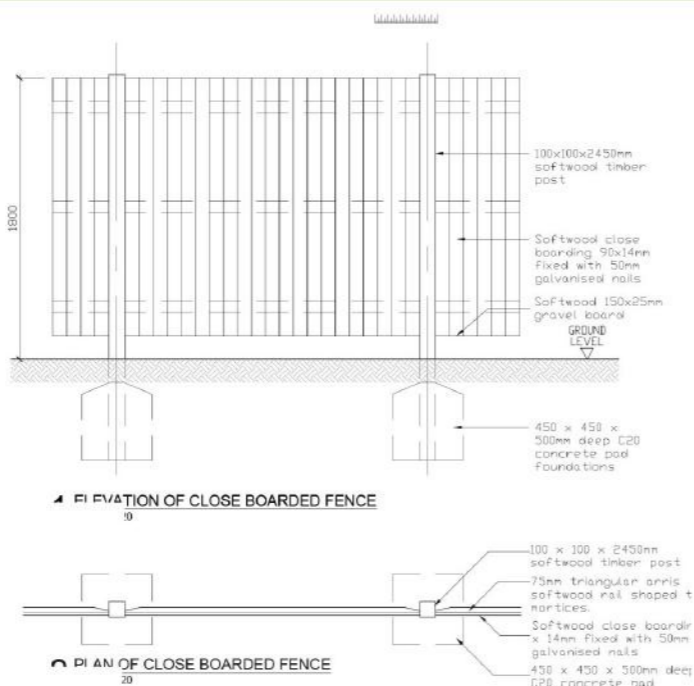 1800
100x100x2450mm
softwood timber
post
Softwood close
boarding 90x14mm
fixed with 50mm
galvanised nails
Softwood 150x25mm
gravel board
GROUND
LEVEL
450 x 450 x
500mm deep C20
concrete pad
foundations
ELEVATION OF CLOSE BOARDED FENCE
20
100 x 100 x 2450mm
softwood timber post
75mm triangular arris
softwood rail shaped t
mortices.
Softwood close boardin
x 14mm fixed with 50mm
galvanised nails
PLAN OF CLOSE BOARDED FENCE
20
450 x 450 x 500mm deep
C20 concrete pad